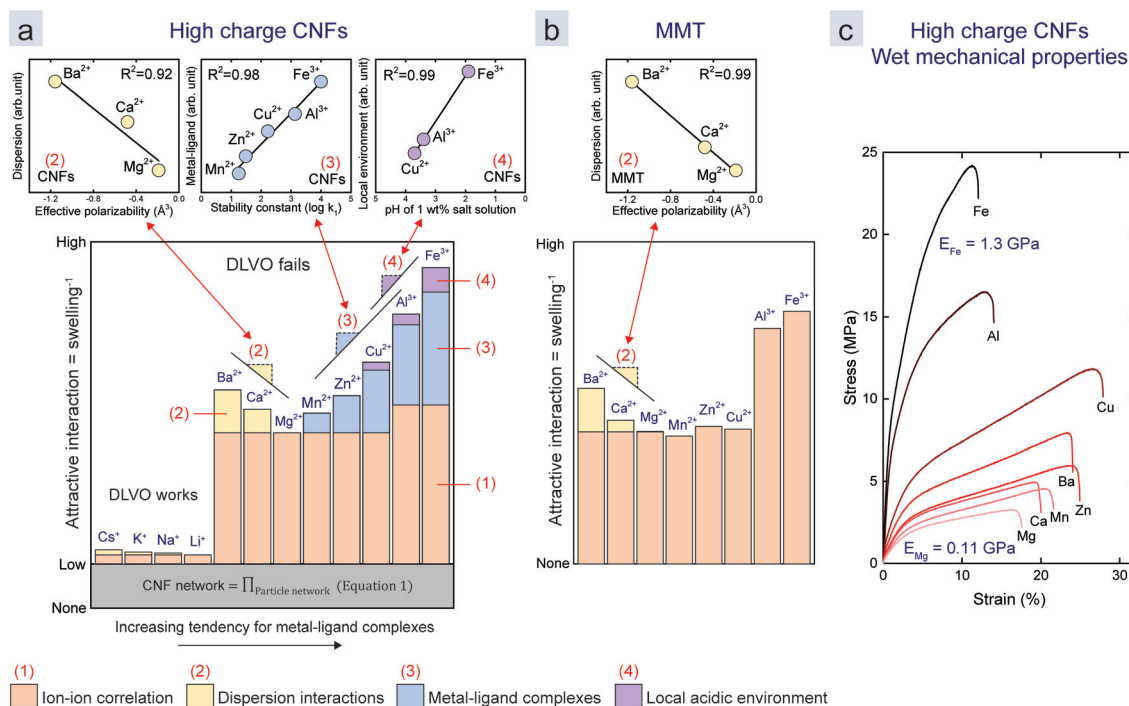 a
High charge CNFs
b
MMT
c
High charge CNFs
Wet mechanical properties
Dispersion (arb.unit)
Ba²⁺
R²=0.92
Ca²⁺
Mg²⁺
(2)
CNFs
-1.2
-0.8
-0.4
0.0
Effective polarizability (Å³)
Metal-ligand (arb. unit)
R²=0.98
Fe³⁺
Cu²⁺
Al³⁺
Zn²⁺
Mn²⁺
(3)
CNFs
0
1
2
3
4
5
Stability constant (log k₁)
Local environment (arb. unit)
R²=0.99
Fe³⁺
Al³⁺
Cu²⁺
(4)
CNFs
1
2
3
4
5
pH of 1 wt% salt solution
Dispersion (arb. unit)
Ba²⁺
R²=0.99
Ca²⁺
Mg²⁺
(2)
MMT
-1.2
-0.8
-0.4
0.0
Effective polarizability (Å³)
High
Low
None
Attractive interaction = swelling⁻¹
DLVO fails
DLVO works
(2)
(3)
(4)
Cs⁺
K⁺
Na⁺
Li⁺
Ba²⁺
Ca²⁺
Mg²⁺
Mn²⁺
Zn²⁺
Cu²⁺
Al³⁺
Fe³⁺
(2)
(4)
(3)
(1)
CNF network = ∏Particle network (Equation 1)
Increasing tendency for metal-ligand complexes
High
None
Attractive interaction = swelling⁻¹
(2)
Ba²⁺
Ca²⁺
Mg²⁺
Mn²⁺
Zn²⁺
Cu²⁺
Al³⁺
Fe³⁺
Stress (MPa)
25
20
15
10
5
0
0
10
20
30
Strain (%)
Fe
E_Fe = 1.3 GPa
Al
Cu
Ba
Zn
Ca
Mn
Mg
E_Mg = 0.11 GPa
(1)
Ion-ion correlation
(2)
Dispersion interactions
(3)
Metal-ligand complexes
(4)
Local acidic environment